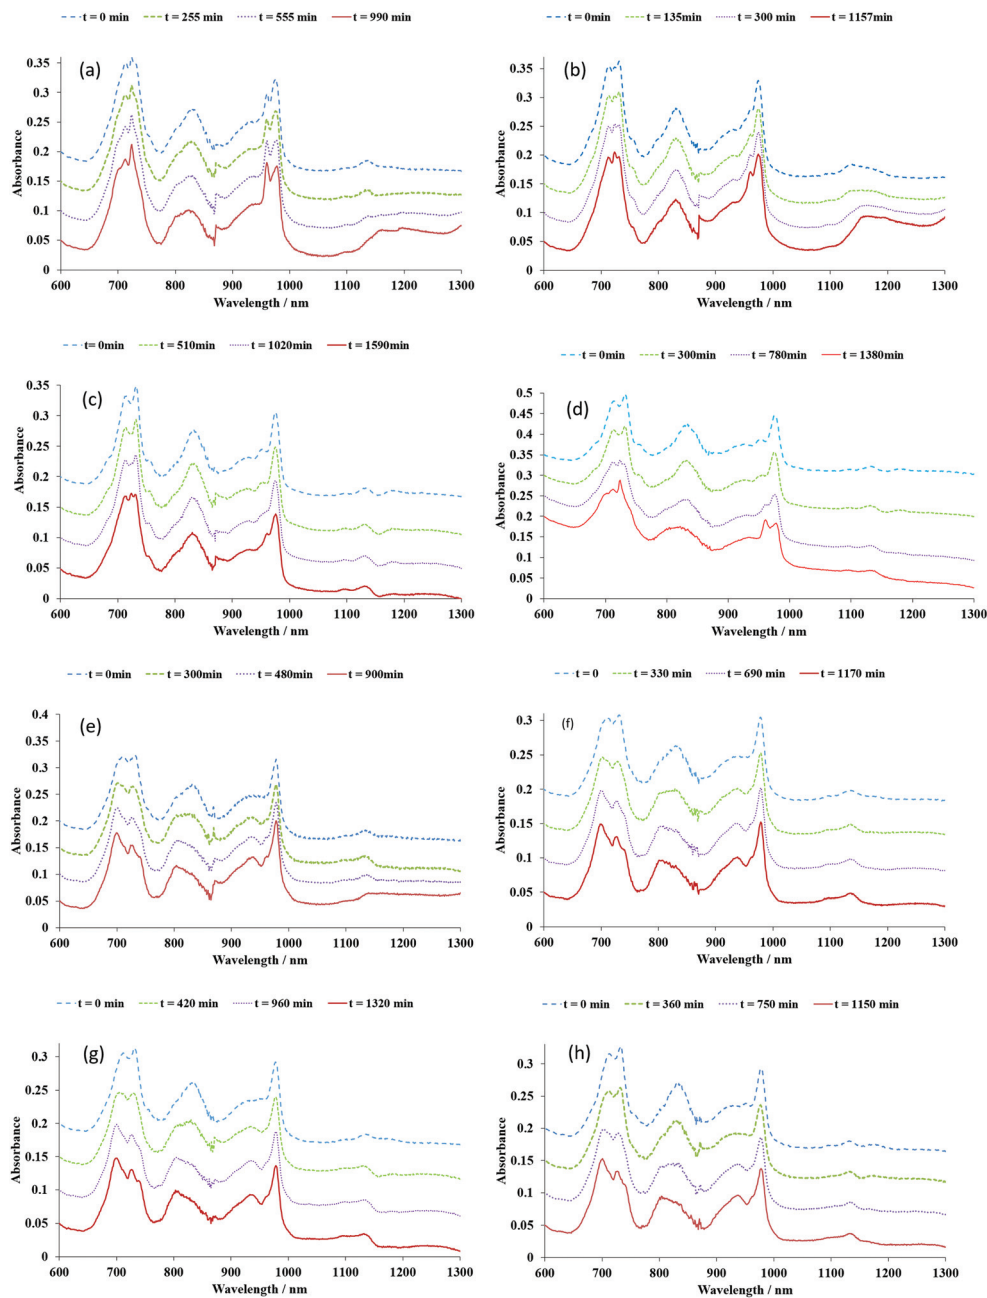 t = 0 min t = 255 min t = 555 min t = 990 min
(a)
Absorbance
0.35
0.3
0.25
0.2
0.15
0.1
0.05
0
600 700 800 900 1000 1100 1200 1300
Wavelength / nm
t = 0min t = 135min t = 300 min t = 1157min
(b)
Absorbance
0.35
0.3
0.25
0.2
0.15
0.1
0.05
0
600 700 800 900 1000 1100 1200 1300
Wavelength / nm
t= 0min t = 510min t = 1020min t = 1590min
(c)
Absorbance
0.35
0.3
0.25
0.2
0.15
0.1
0.05
0
600 700 800 900 1000 1100 1200 1300
Wavelength / nm
t = 0min t = 300min t = 780min t = 1380min
(d)
Absorbance
0.5
0.45
0.4
0.35
0.3
0.25
0.2
0.15
0.1
0.05
0
600 700 800 900 1000 1100 1200 1300
Wavelength / nm
t = 0min t = 300min t = 480min t = 900min
(e)
Absorbance
0.4
0.35
0.3
0.25
0.2
0.15
0.1
0.05
0
600 700 800 900 1000 1100 1200 1300
Wavelength / nm
t = 0 t = 330 min t = 690 min t = 1170 min
(f)
Absorbance
0.3
0.25
0.2
0.15
0.1
0.05
0
600 700 800 900 1000 1100 1200 1300
Wavelength / nm
t = 0 min t = 420 min t = 960 min t = 1320 min
(g)
Absorbance
0.3
0.25
0.2
0.15
0.1
0.05
0
600 700 800 900 1000 1100 1200 1300
Wavelength / nm
t = 0 min t = 360 min t = 750 min t = 1150 min
(h)
Absorbance
0.3
0.25
0.2
0.15
0.1
0.05
0
600 700 800 900 1000 1100 1200 1300
Wavelength / nm